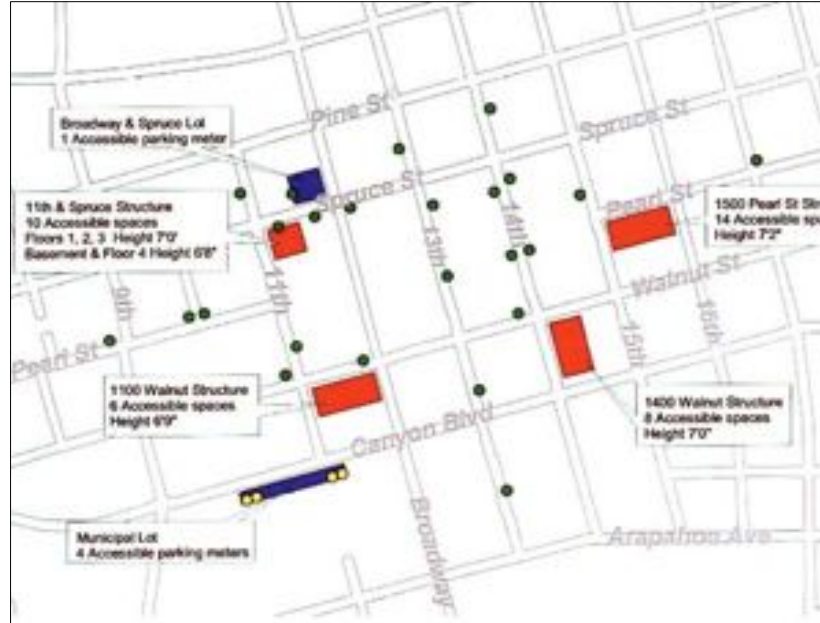 Pine St
Broadway & Spruce Lot
1 Accessible parking meter
Spruce St
Spruce St
11th & Spruce Structure
10 Accessible spaces
Floors 1, 2, 3 Height 7'0"
Basement & Floor 4 Height 6'8"
Pearl St
1500 Pearl St
14 Accessible
Height 7'2"
14th
13th
11th
9th
Walnut St
15th
16th
Pearl St
1100 Walnut Structure
6 Accessible spaces
Height 6'9"
1400 Walnut Structure
8 Accessible spaces
Height 7'0"
Canyon Blvd
Municipal Lot
4 Accessible parking meters
Broadway
Arapahoe Ave